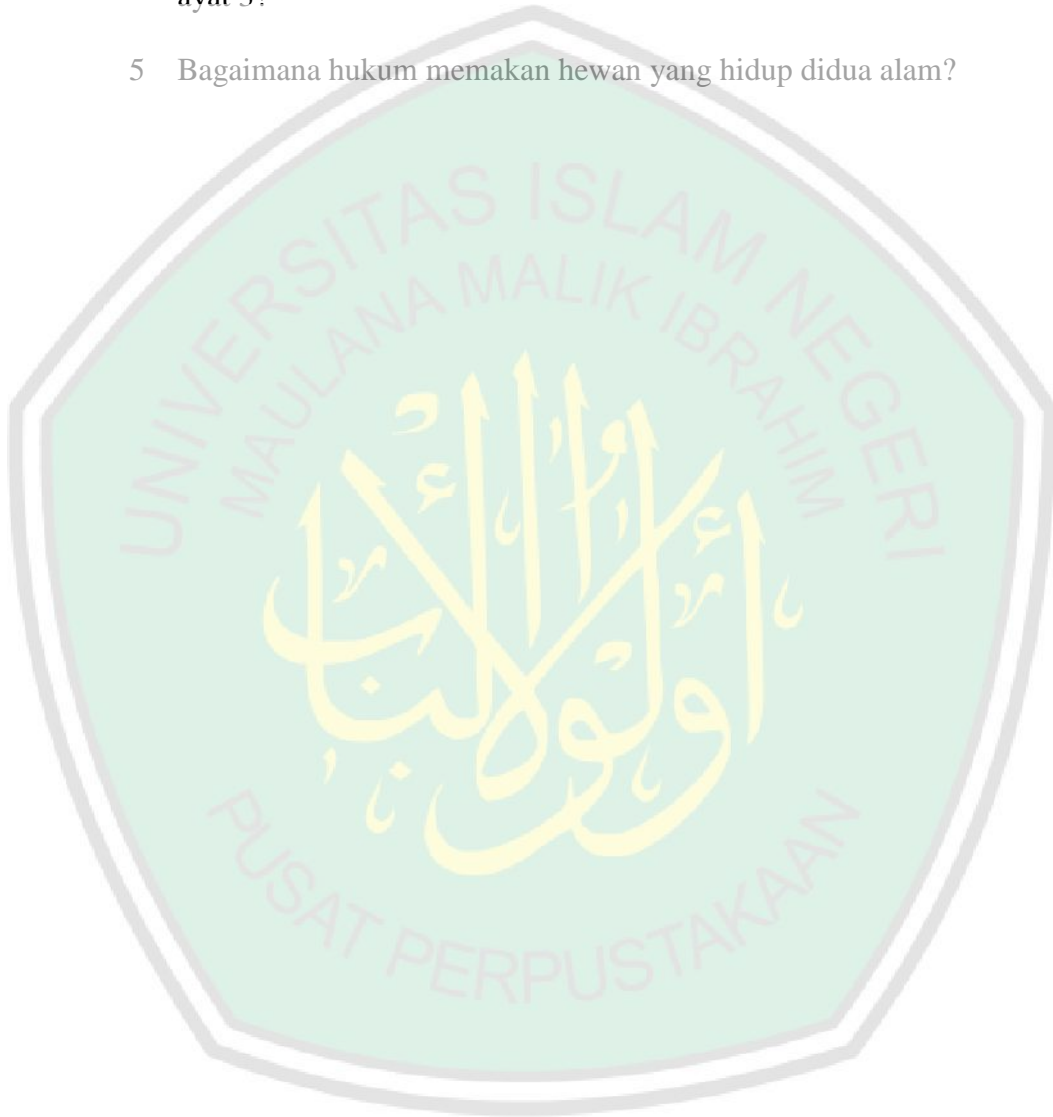 ayat 3?
5 Bagaimana hukum memakan hewan yang hidup didua alam?
UNIVERSITAS ISLAM NEGERI
MAULANA MALIK IBRAHIM
أولوا الألباب
PUSAT PERPUSTAKAAN